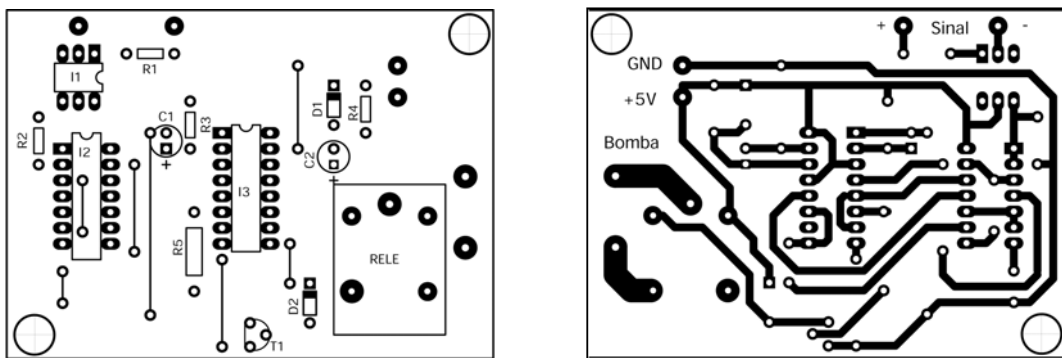 I1
R1
D1
R4
R2
C1
R3
I2
I3
C2
+
+
R5
RELE
D2
T1
+ Sinal -
GND
+5V
Bomba